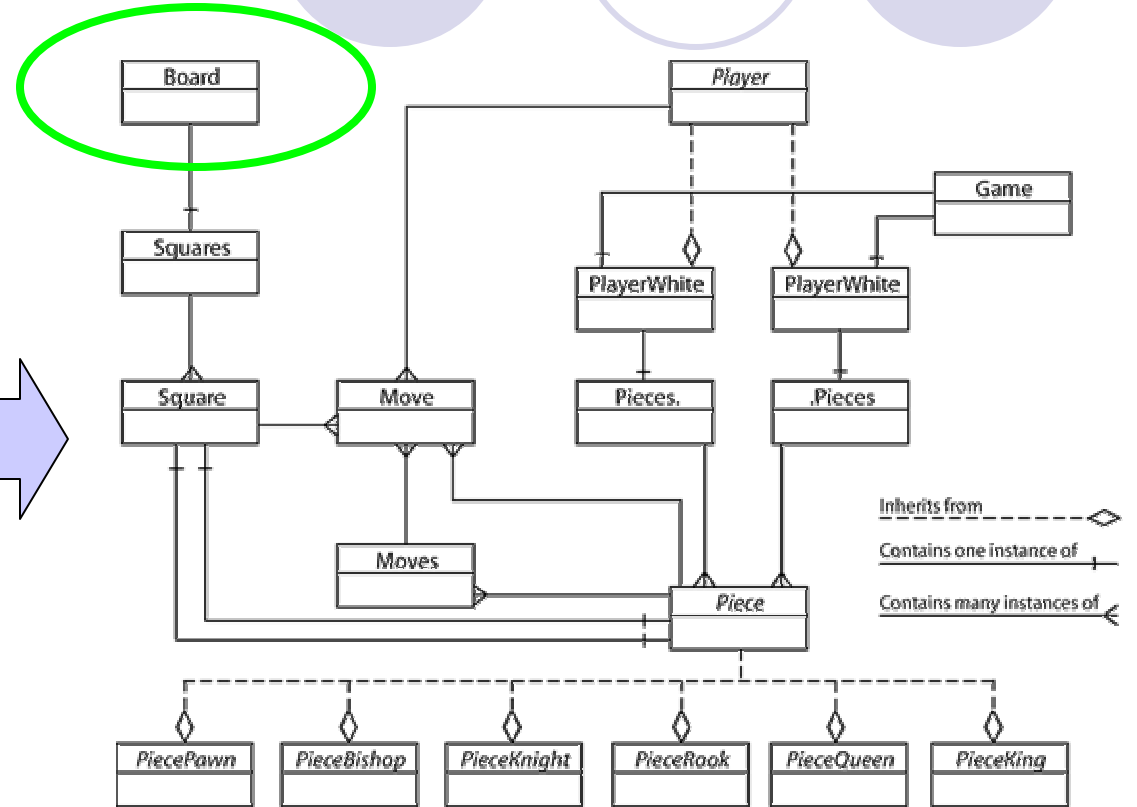 Board
Player
Game
Squares
PlayerWhite
PlayerWhite
Square
Move
Pieces.
.Pieces
Inherits from
Contains one instance of
Moves
Piece
Contains many instances of
PiecePawn
PieceBishop
PieceKnight
PieceRook
PieceQueen
PieceKing